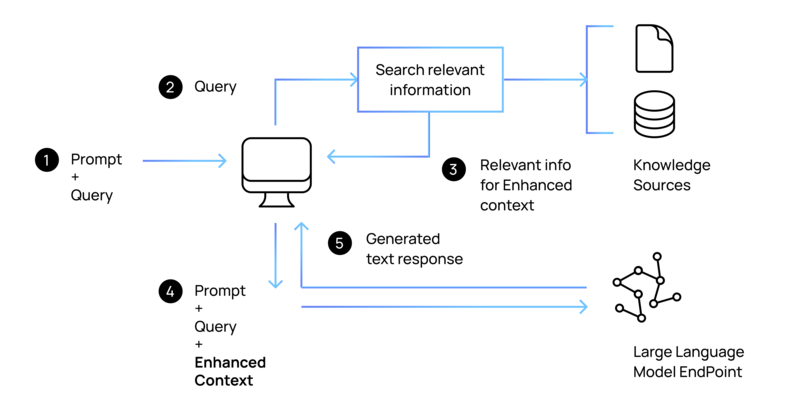 1
Prompt
+
Query
2
Query
Search relevant
information
3
Relevant info
for Enhanced
context
Knowledge
Sources
4
Prompt
+
Query
+
Enhanced
Context
5
Generated
text response
Large Language
Model EndPoint